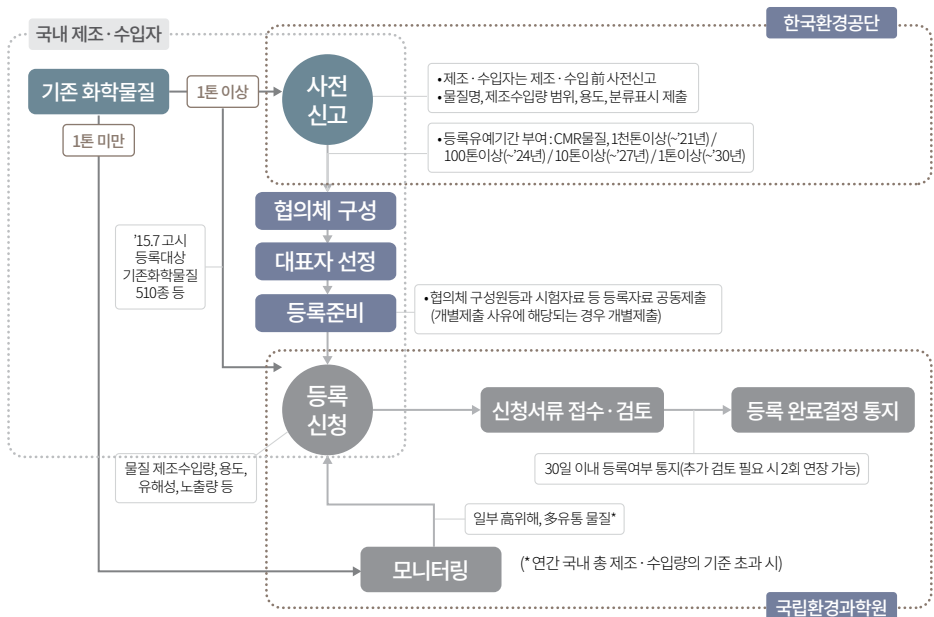 한국환경공단
국내 제조·수입자
기존 화학물질
1톤 이상
사전
신고
• 제조·수입자는 제조·수입 前 사전신고
• 물질명, 제조수입량 범위, 용도, 분류표시 제출
1톤 미만
• 등록유예기간 부여 : CMR물질, 1천톤이상(~'21년) /
100톤이상(~'24년) / 10톤이상(~'27년) / 1톤이상(~'30년)
협의체 구성
'15.7 고시
등록대상
기존화학물질
510종 등
대표자 선정
등록준비
• 협의체 구성원등과 시험자료 등 등록자료 공동제출
(개별제출 사유에 해당되는 경우 개별제출)
등록
신청
신청서류 접수·검토
등록 완료결정 통지
물질 제조수입량, 용도,
유해성, 노출량 등
30일 이내 등록여부 통지(추가 검토 필요 시 2회 연장 가능)
일부 高위해, 多유통 물질*
모니터링
(* 연간 국내 총 제조·수입량의 기준 초과 시)
국립환경과학원